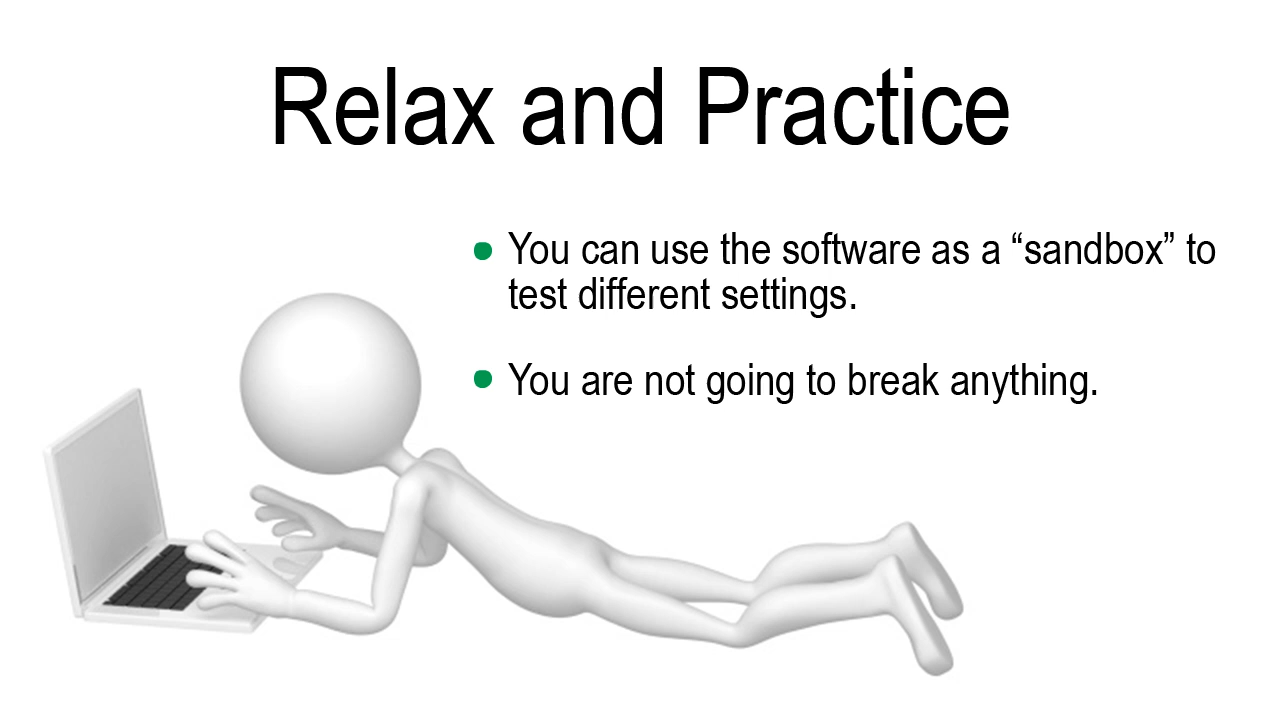 Relax and Practice
• You can use the software as a “sandbox” to
test different settings.
• You are not going to break anything.